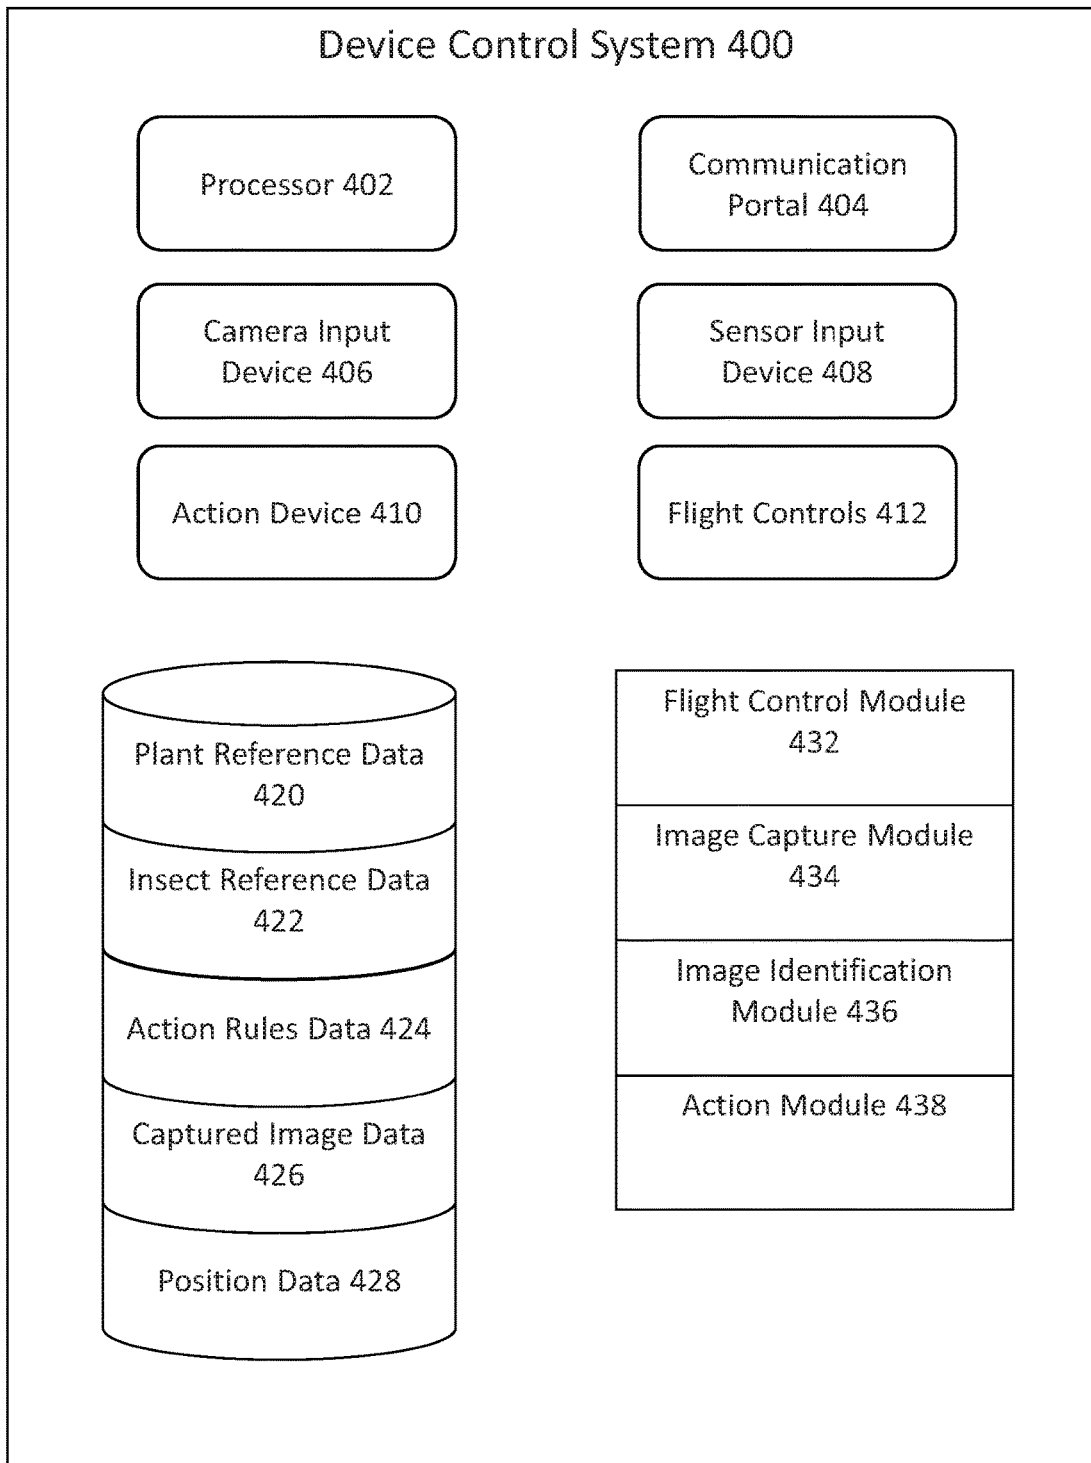 Device Control System 400
Processor 402
Communication
Portal 404
Camera Input
Device 406
Sensor Input
Device 408
Action Device 410
Flight Controls 412
Plant Reference Data
420
Insect Reference Data
422
Action Rules Data 424
Captured Image Data
426
Position Data 428
Flight Control Module
432
Image Capture Module
434
Image Identification
Module 436
Action Module 438